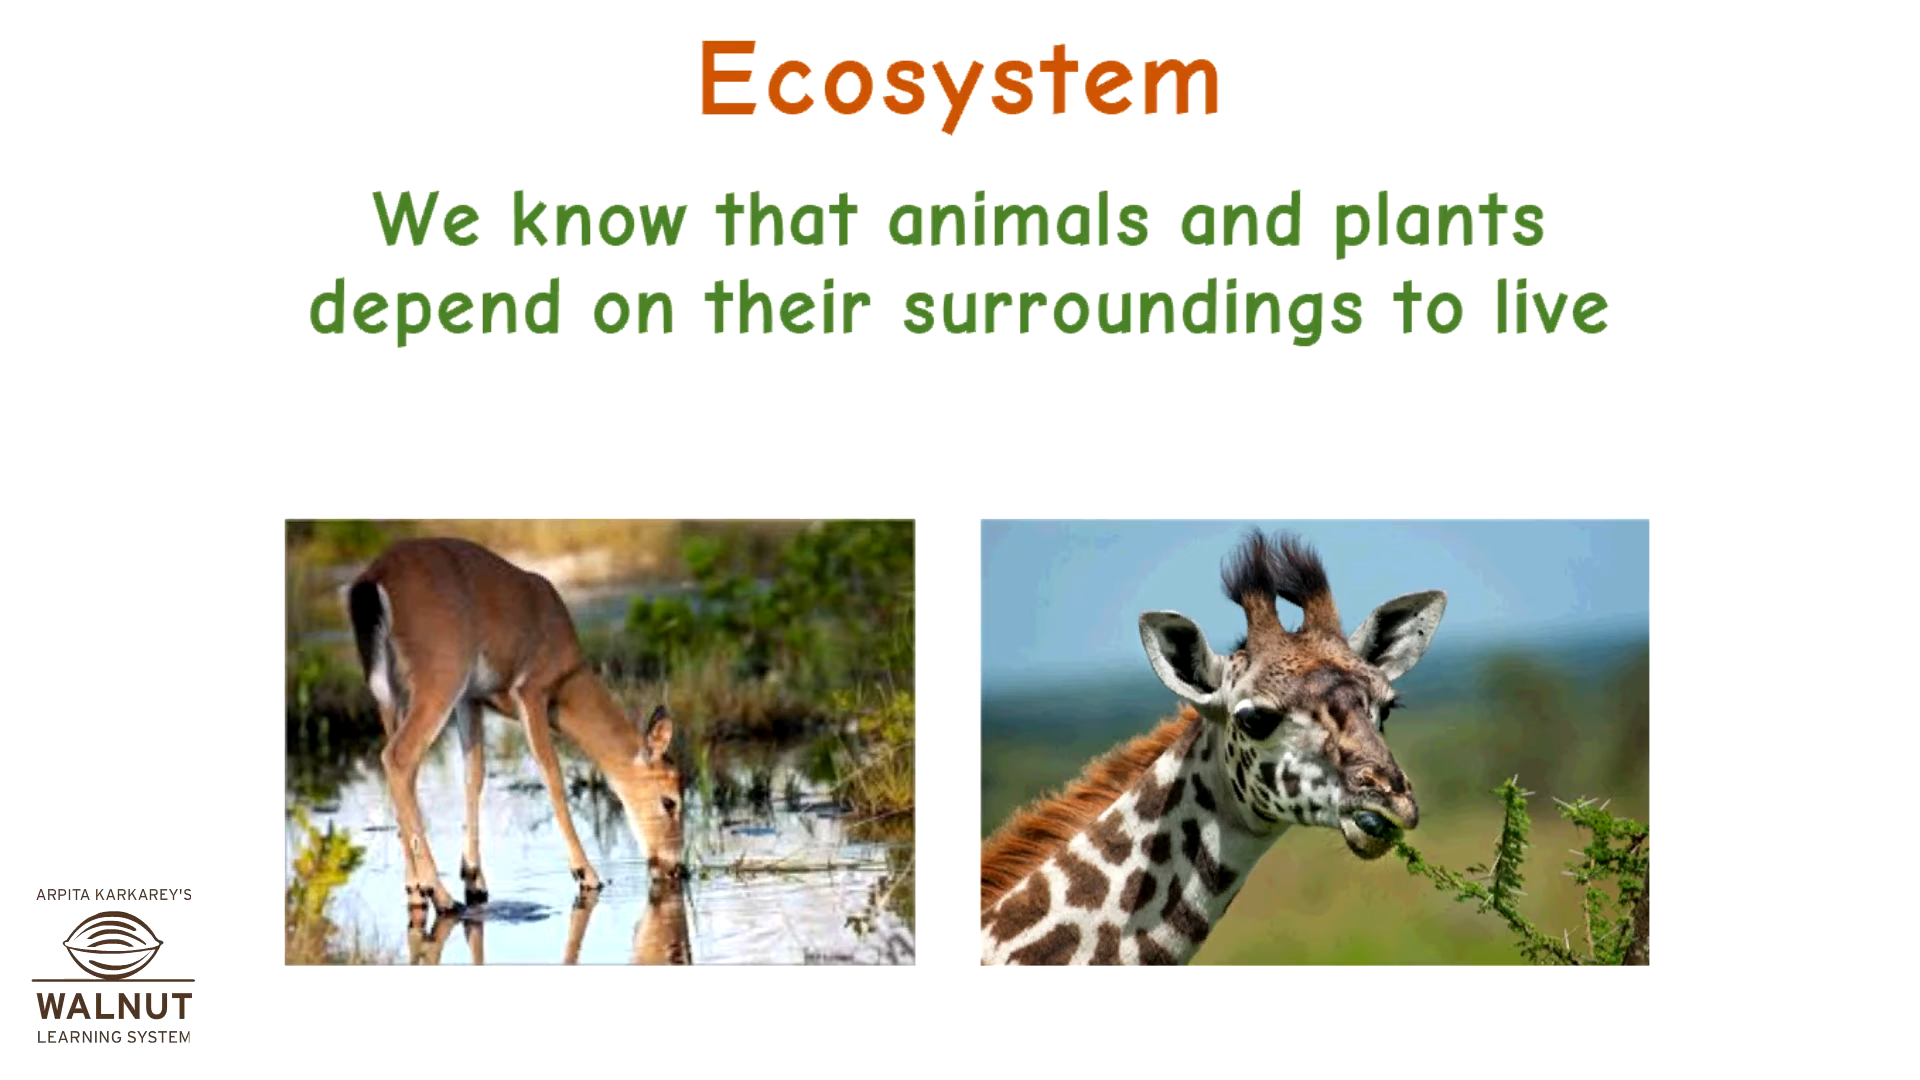 Ecosystem
We know that animals and plants
depend on their surroundings to live
ARPITA KARKAREY'S
WALNUT
LEARNING SYSTEM